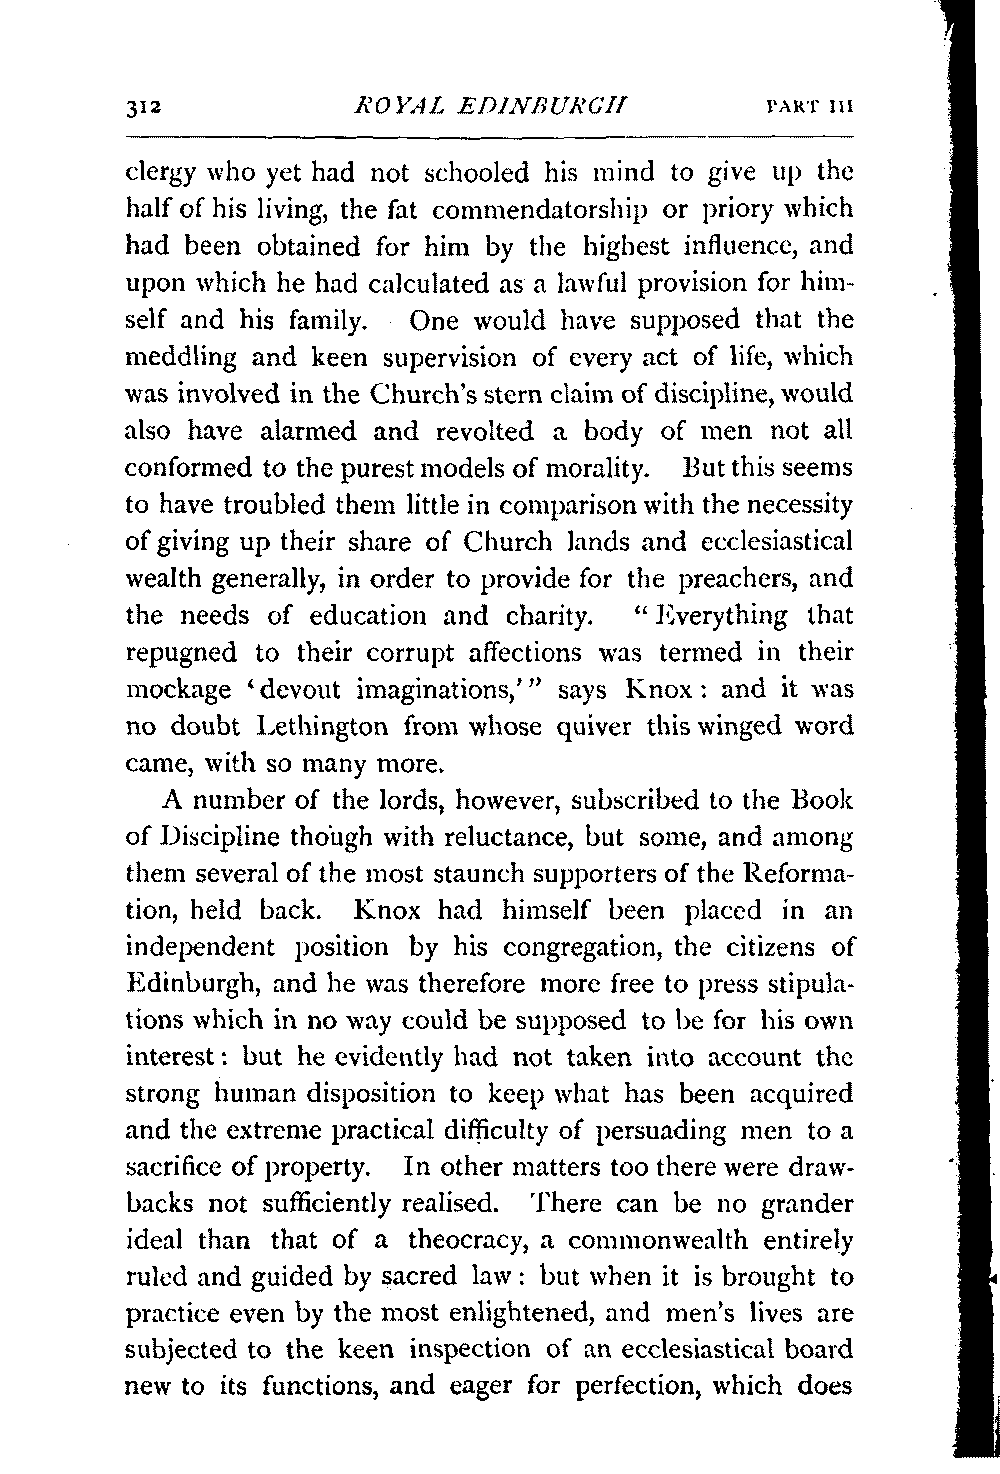 312 ROYAL EDINBURGH PART III
clergy who yet had not schooled his mind to give up the
half of his living, the fat commendatorship or priory which
had been obtained for him by the highest influence, and
upon which he had calculated as a lawful provision for him-
self and his family. One would have supposed that the
meddling and keen supervision of every act of life, which
was involved in the Church's stern claim of discipline, would
also have alarmed and revolted a body of men not all
conformed to the purest models of morality. But this seems
to have troubled them little in comparison with the necessity
of giving up their share of Church lands and ecclesiastical
wealth generally, in order to provide for the preachers, and
the needs of education and charity. “Everything that
repugned to their corrupt affections was termed in their
mockage ‘devout imaginations,’” says Knox: and it was
no doubt Lethington from whose quiver this winged word
came, with so many more.
A number of the lords, however, subscribed to the Book
of Discipline though with reluctance, but some, and among
them several of the most staunch supporters of the Reforma-
tion, held back. Knox had himself been placed in an
independent position by his congregation, the citizens of
Edinburgh, and he was therefore more free to press stipula-
tions which in no way could be supposed to be for his own
interest: but he evidently had not taken into account the
strong human disposition to keep what has been acquired
and the extreme practical difficulty of persuading men to a
sacrifice of property. In other matters too there were draw-
backs not sufficiently realised. There can be no grander
ideal than that of a theocracy, a commonwealth entirely
ruled and guided by sacred law: but when it is brought to
practice even by the most enlightened, and men's lives are
subjected to the keen inspection of an ecclesiastical board
new to its functions, and eager for perfection, which does